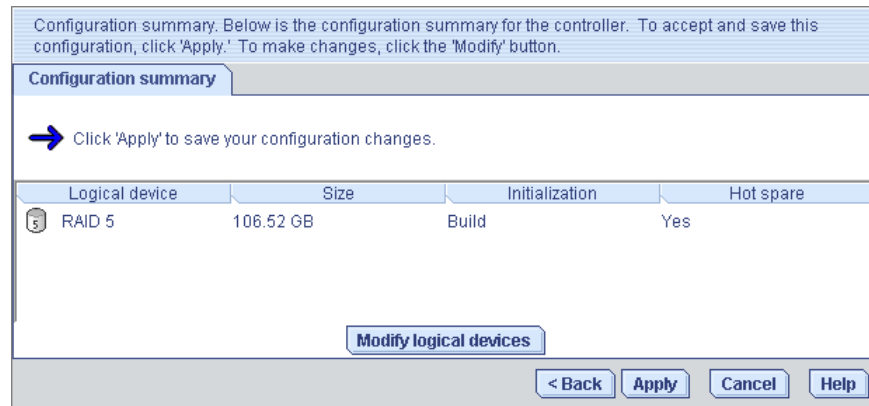 Configuration summary. Below is the configuration summary for the controller. To accept and save this
configuration, click 'Apply.' To make changes, click the 'Modify' button.
Configuration summary
Click 'Apply' to save your configuration changes.
Logical device Size Initialization Hot spare
5 RAID 5 106.52 GB Build Yes
Modify logical devices
< Back Apply Cancel Help